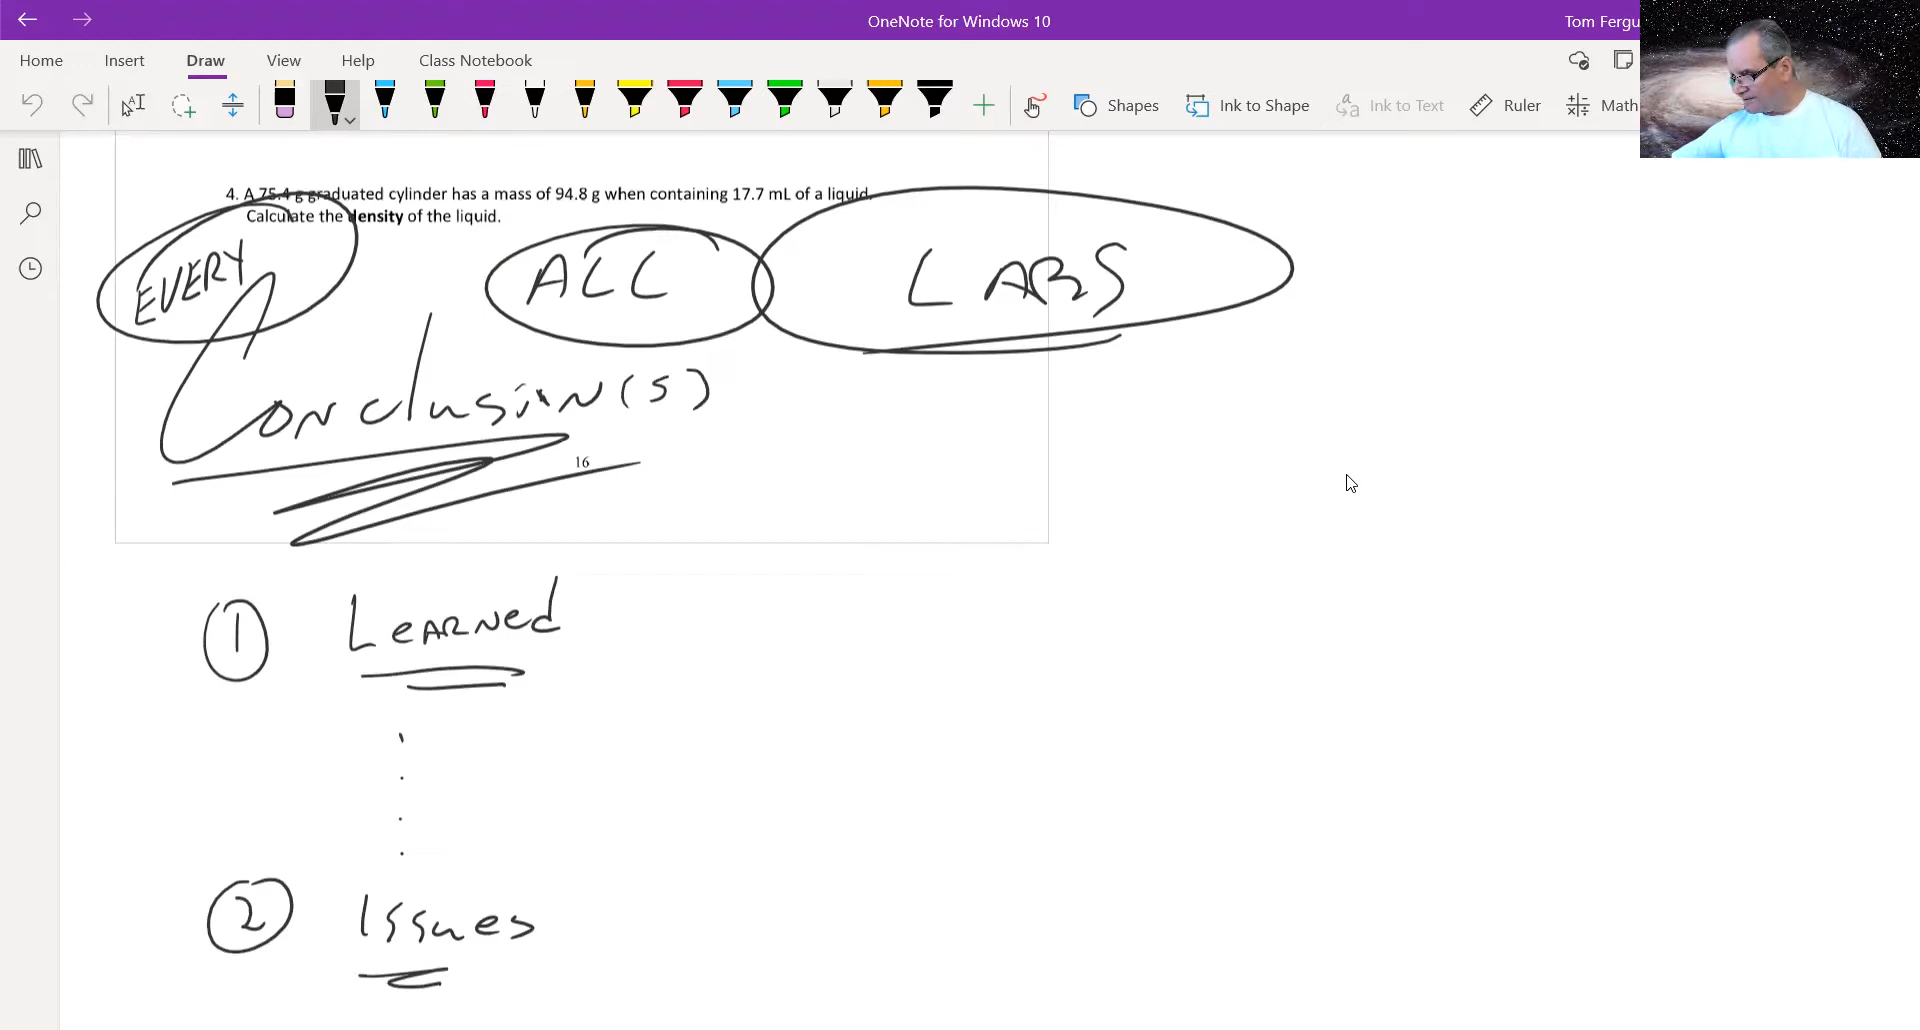 OneNote for Windows 10
Tom Fergu
Home Insert Draw View Help Class Notebook
Shapes Ink to Shape Ink to Text Ruler Math
4. A 75.4 g graduated cylinder has a mass of 94.8 g when containing 17.7 mL of a liquid.
Calculate the density of the liquid.
EVERY ALL LABS
Conclusion(s)
16
1 Learned
2 Issues